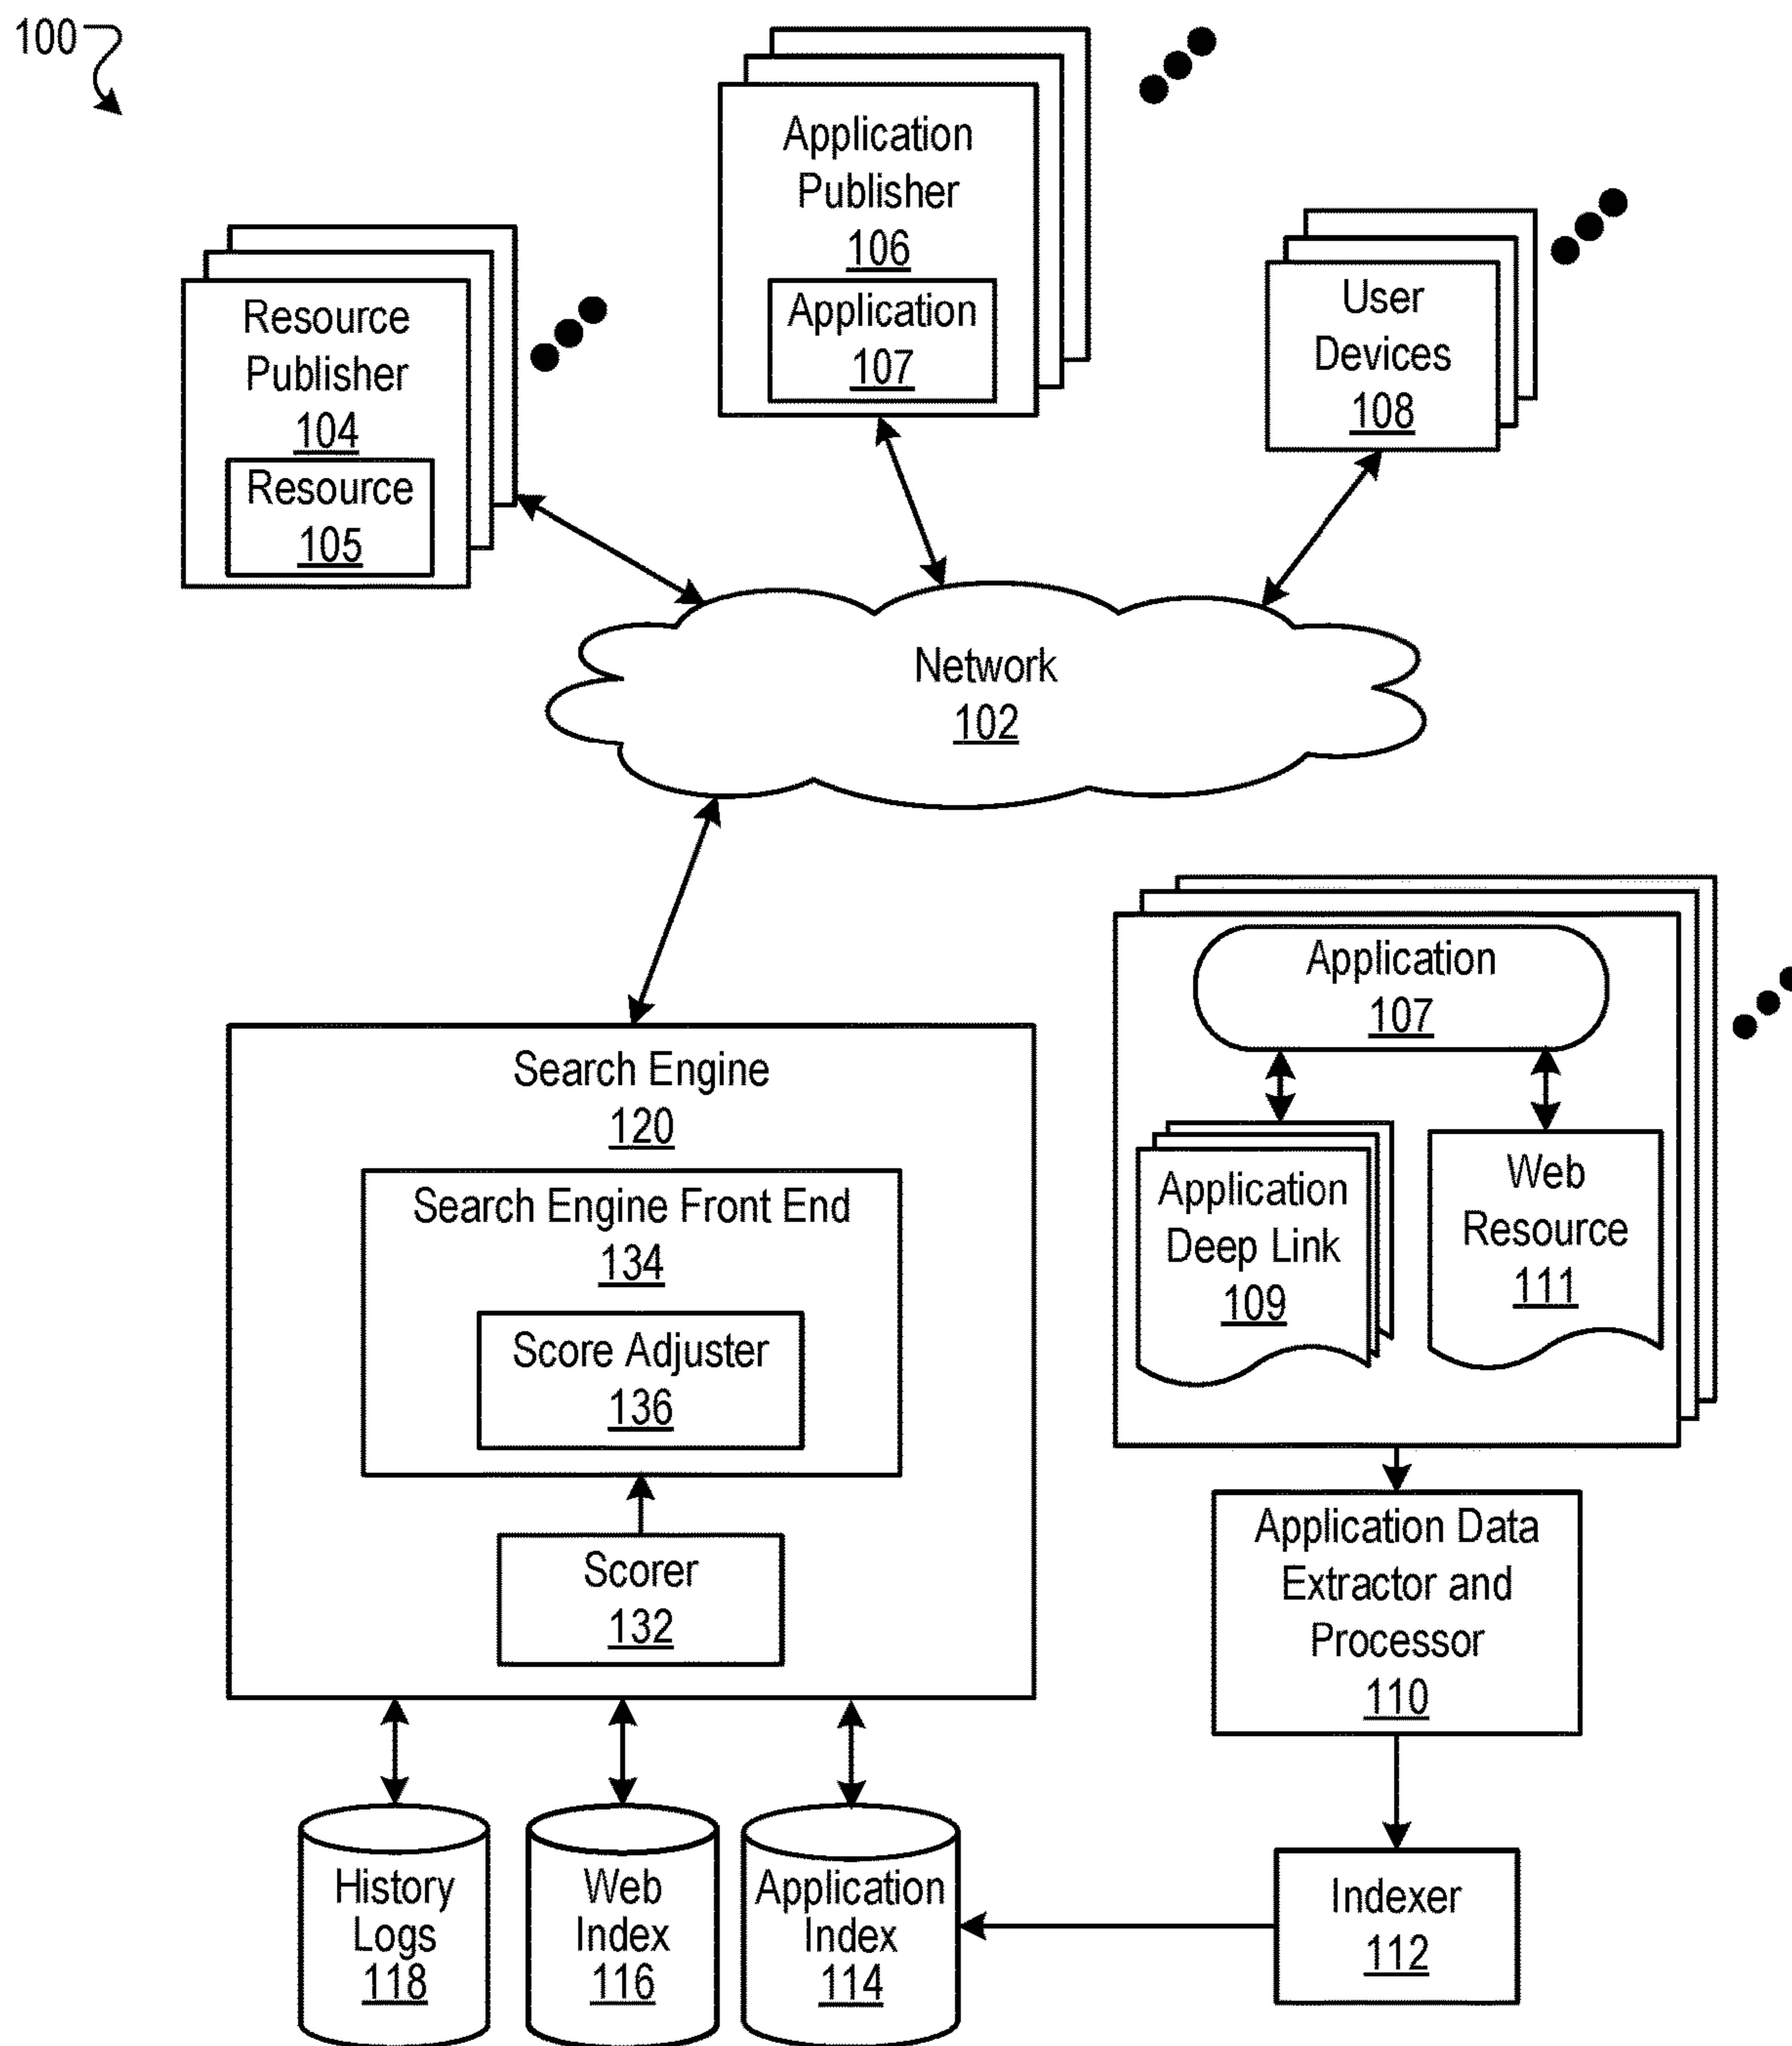 100
Application
Publisher
106
Application
107
Resource
Publisher
104
Resource
105
User
Devices
108
Network
102
Application
107
Application
Deep Link
109
Web
Resource
111
Search Engine
120
Search Engine Front End
134
Score Adjuster
136
Scorer
132
Application Data
Extractor and
Processor
110
History
Logs
118
Web
Index
116
Application
Index
114
Indexer
112